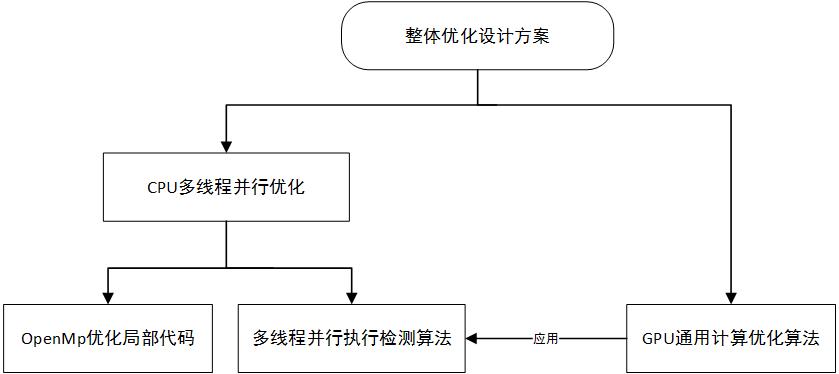 整体优化设计方案
CPU多线程并行优化
OpenMp优化局部代码
多线程并行执行检测算法
应用
GPU通用计算优化算法